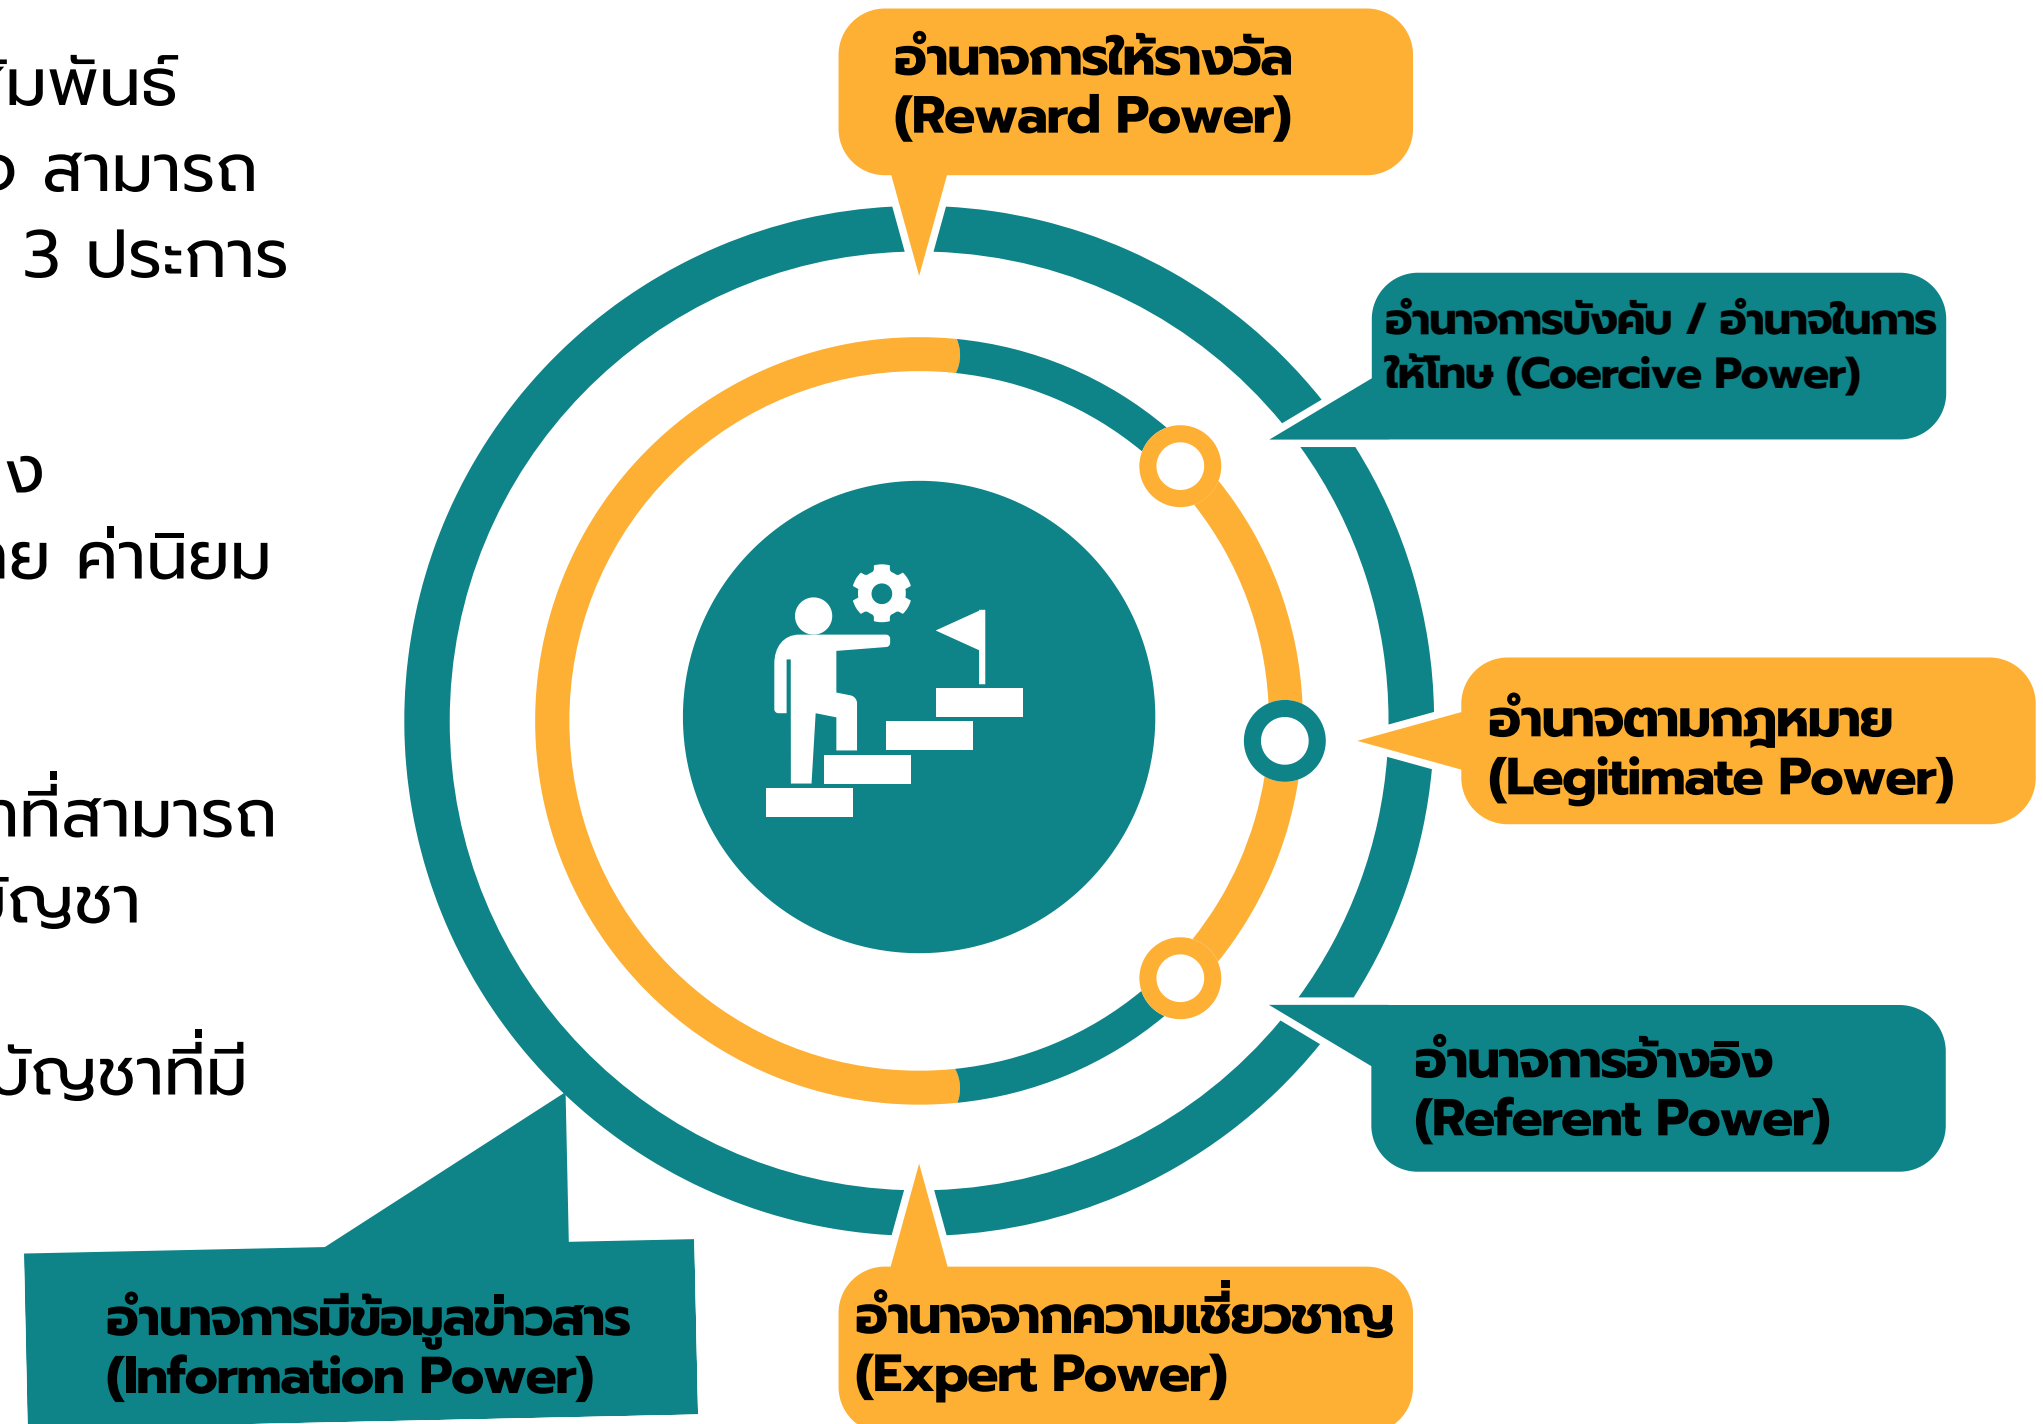 สัมพันธ์
สามารถ
3 ประการ
ง
ค่านิยม
ที่สามารถ
บัญชา
บัญชาที่มี
อำนาจการให้รางวัล
(Reward Power)
อำนาจการบังคับ / อำนาจในการ
ให้โทษ (Coercive Power)
อำนาจตามกฎหมาย
(Legitimate Power)
อำนาจการอ้างอิง
(Referent Power)
อำนาจจากความเชี่ยวชาญ
(Expert Power)
อำนาจการมีข้อมูลข่าวสาร
(Information Power)